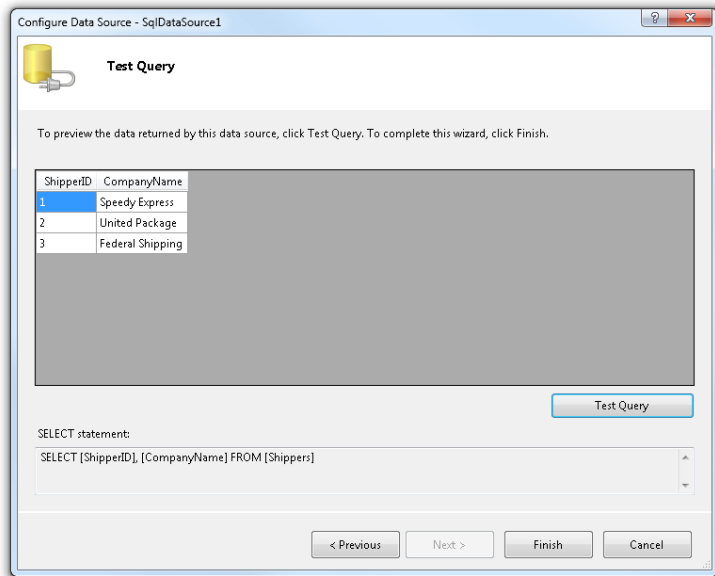 Configure Data Source - SqlDataSource1
Test Query
To preview the data returned by this data source, click Test Query. To complete this wizard, click Finish.
ShipperID CompanyName
1 Speedy Express
2 United Package
3 Federal Shipping
Test Query
SELECT statement:
SELECT [ShipperID], [CompanyName] FROM [Shippers]
< Previous Next > Finish Cancel